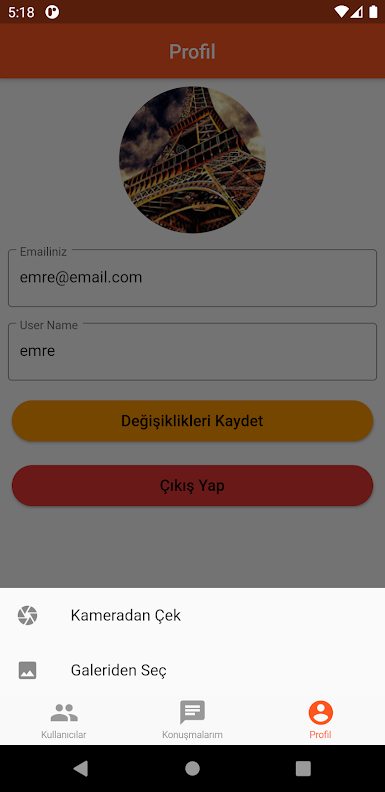 5:18
Profil
Emailiniz
emre@email.com
User Name
emre
Değişiklikleri Kaydet
Çıkış Yap
Kameradan Çek
Galeriden Seç
Kullanıcılar
Konuşmalarım
Profil